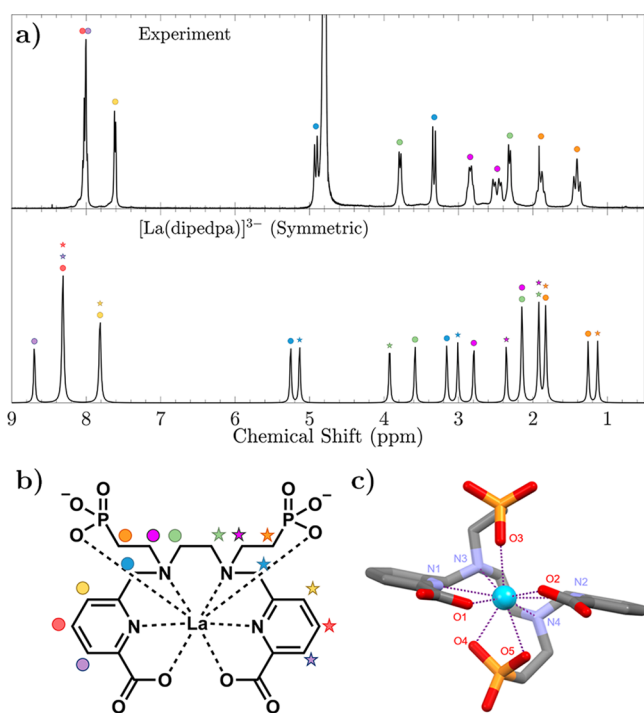 a)
Experiment
[La(dipedpa)]³⁻ (Symmetric)
9 8 7 6 5 4 3 2 1
Chemical Shift (ppm)
b)
O O
⁻O P P O⁻
O O
N N
N La N
O O
O O
c)
O3
N3
N1 O2 N2
O1 N4
O4 O5